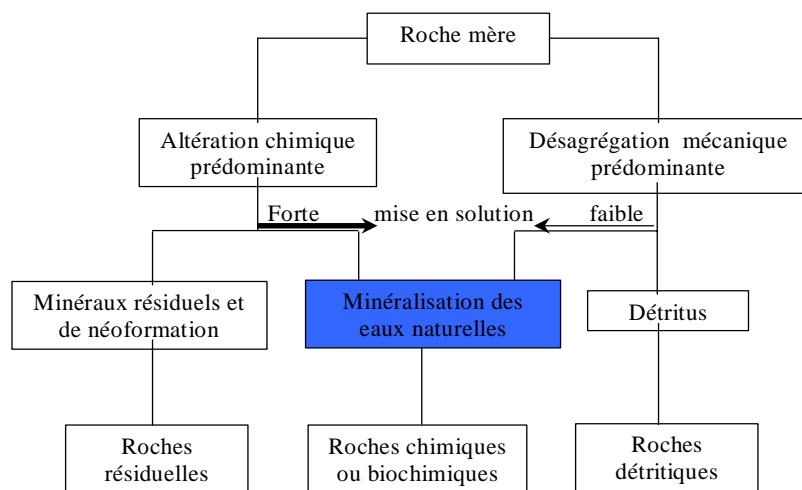 Roche mère
Altération chimique
prédominante
Désagrégation mécanique
prédominante
Forte mise en solution faible
Minéraux résiduels et
de néoformation
Minéralisation des
eaux naturelles
Détritus
Roches
résiduelles
Roches chimiques
ou biochimiques
Roches
détritiques